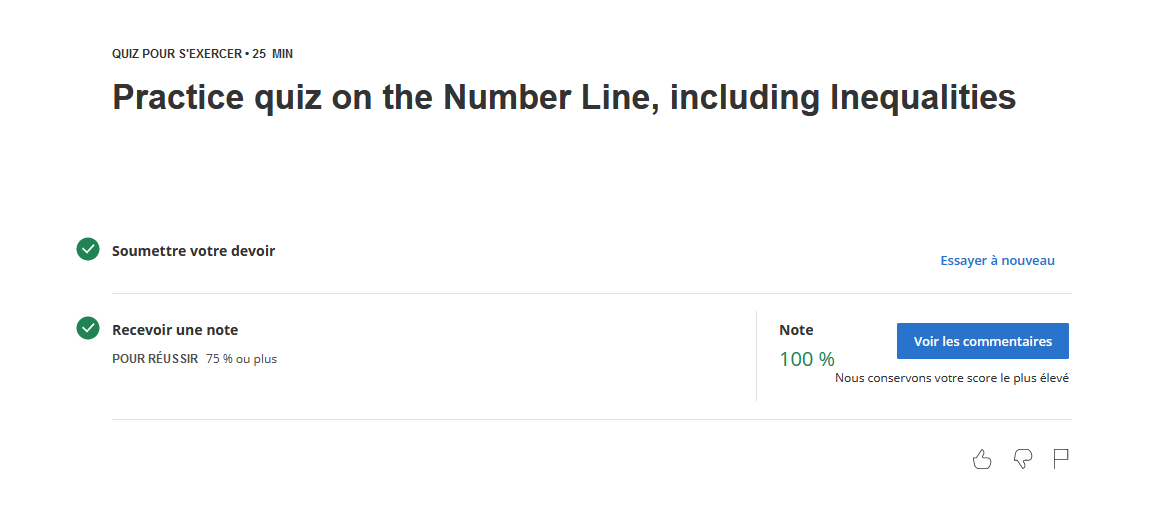 QUIZ POUR S'EXERCER • 25 MIN
Practice quiz on the Number Line, including Inequalities
Soumettre votre devoir
Essayer à nouveau
Recevoir une note
POUR RÉUSSIR 75 % ou plus
Note
100 %
Voir les commentaires
Nous conservons votre score le plus élevé